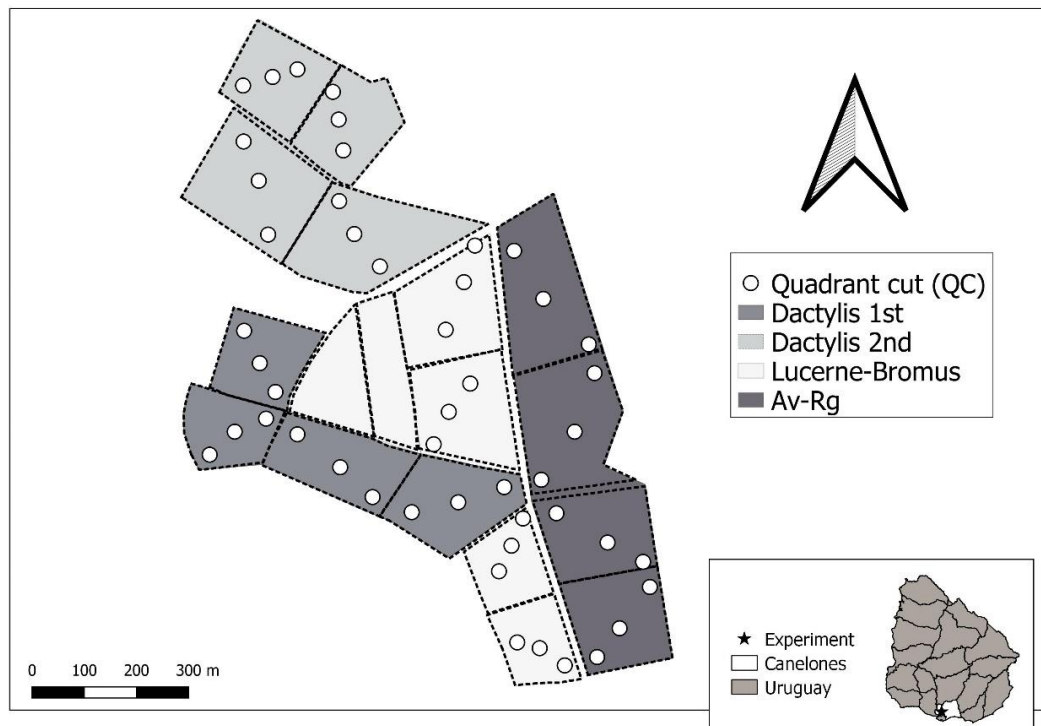 Quadrant cut (QC)
Dactylis 1st
Dactylis 2nd
Lucerne-Bromus
Av-Rg
0 100 200 300 m
Experiment
Canelones
Uruguay